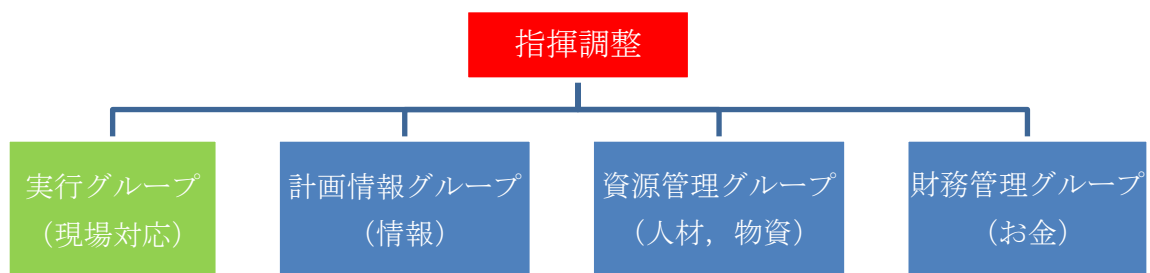 指揮調整
実行グループ
（現場対応）
計画情報グループ
（情報）
資源管理グループ
（人材，物資）
財務管理グループ
（お金）